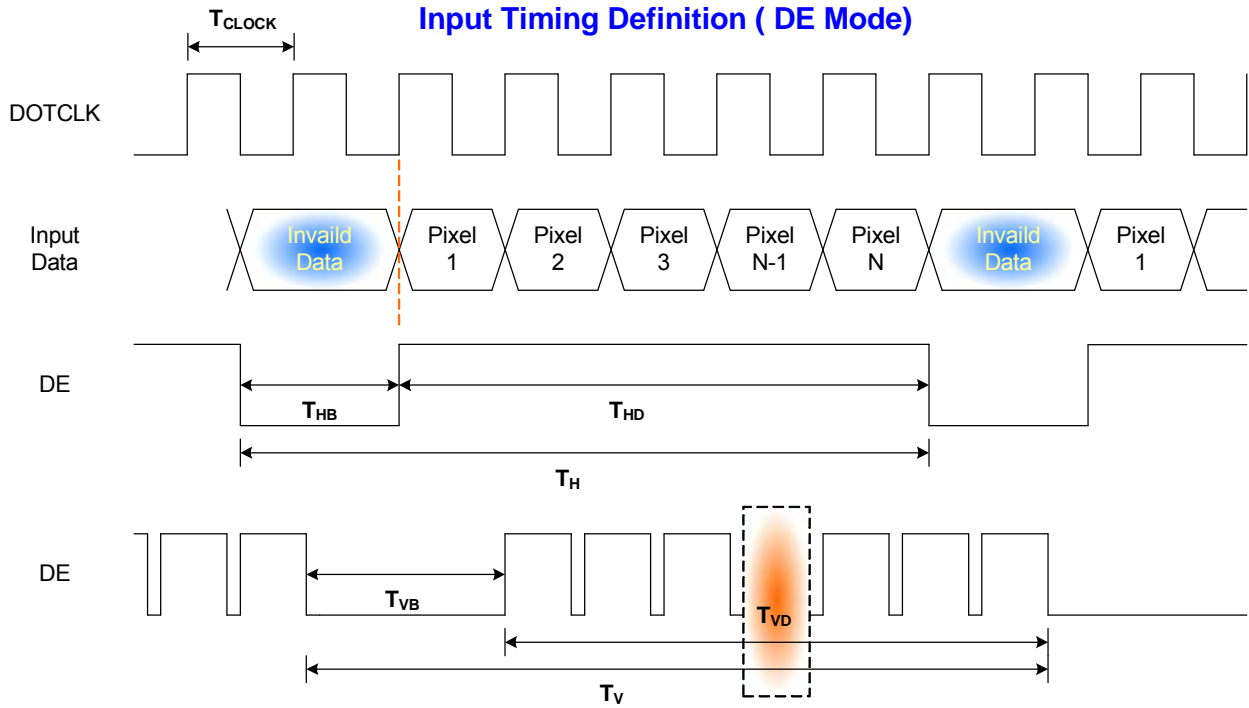 Input Timing Definition ( DE Mode)
TCLOCK
DOTCLK
Input
Data
Invaild
Data
Pixel
1
Pixel
2
Pixel
3
Pixel
N-1
Pixel
N
Invaild
Data
Pixel
1
DE
THB
THD
TH
DE
TVB
TVD
TV